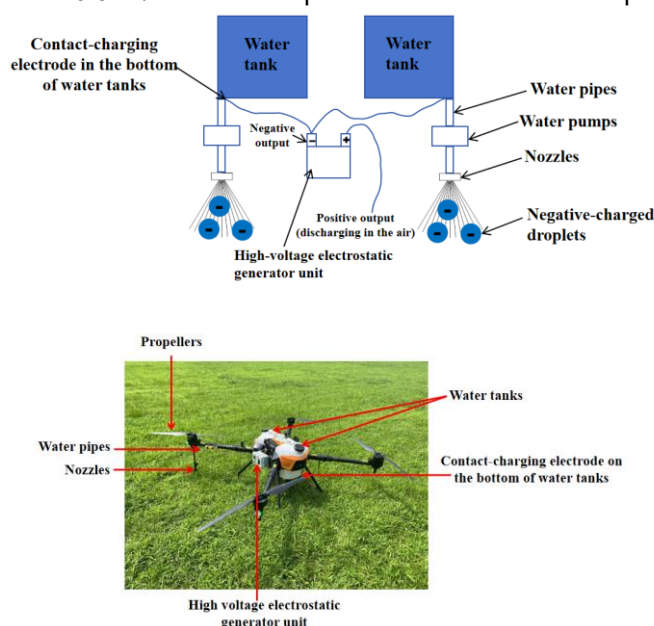 Contact-charging
electrode in the bottom
of water tanks
Water
tank
Water
tank
Water pipes
Water pumps
Nozzles
Negative
output
-
+
Positive output
(discharging in the air)
Negative-charged
droplets
High-voltage electrostatic
generator unit
-
-
-
-
-
-
Propellers
Water tanks
Water pipes
Nozzles
Contact-charging electrode on
the bottom of water tanks
High voltage electrostatic
generator unit